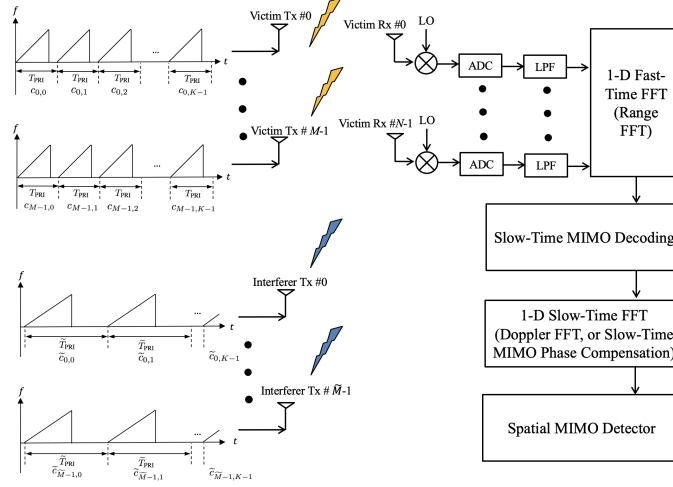 f
Victim Tx #0
t
...
T_PRI T_PRI T_PRI T_PRI
c_{0,0} c_{0,1} c_{0,2} c_{0,K−1}
f
Victim Tx # M-1
t
...
T_PRI T_PRI T_PRI T_PRI
c_{M−1,0} c_{M−1,1} c_{M−1,2} c_{M−1,K−1}
f
Interferer Tx #0
t
...
T̃_PRI T̃_PRI
c̃_{0,0} c̃_{0,1} c̃_{0,K−1}
f
Interferer Tx # M̃-1
t
...
T̃_PRI T̃_PRI
c̃_{M̃−1,0} c̃_{M̃−1,1} c̃_{M̃−1,K−1}
Victim Rx #0
LO
ADC
LPF
Victim Rx #N-1
LO
ADC
LPF
1-D Fast-
Time FFT
(Range
FFT)
Slow-Time MIMO Decoding
1-D Slow-Time FFT
(Doppler FFT, or Slow-Time
MIMO Phase Compensation)
Spatial MIMO Detector